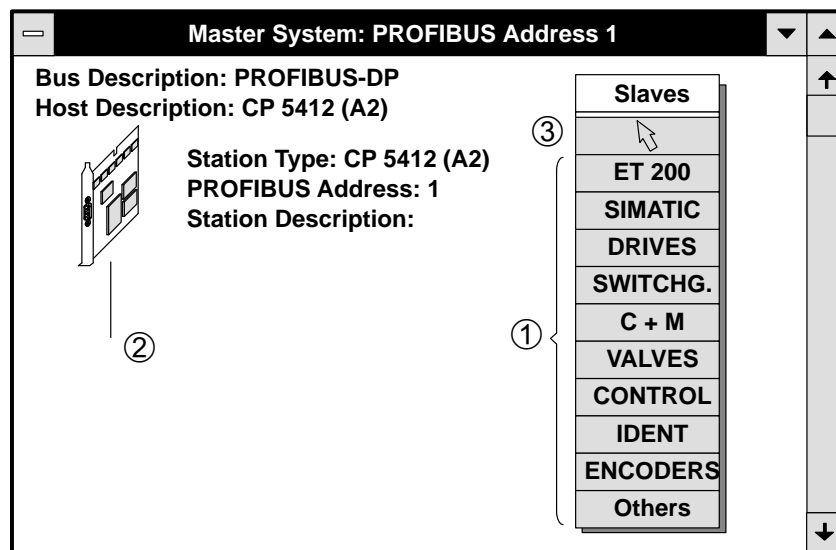 Master System: PROFIBUS Address 1
Bus Description: PROFIBUS-DP
Host Description: CP 5412 (A2)
Station Type: CP 5412 (A2)
PROFIBUS Address: 1
Station Description:
②
Slaves
③
ET 200
SIMATIC
DRIVES
SWITCHG.
C + M
①
VALVES
CONTROL
IDENT
ENCODERS
Others